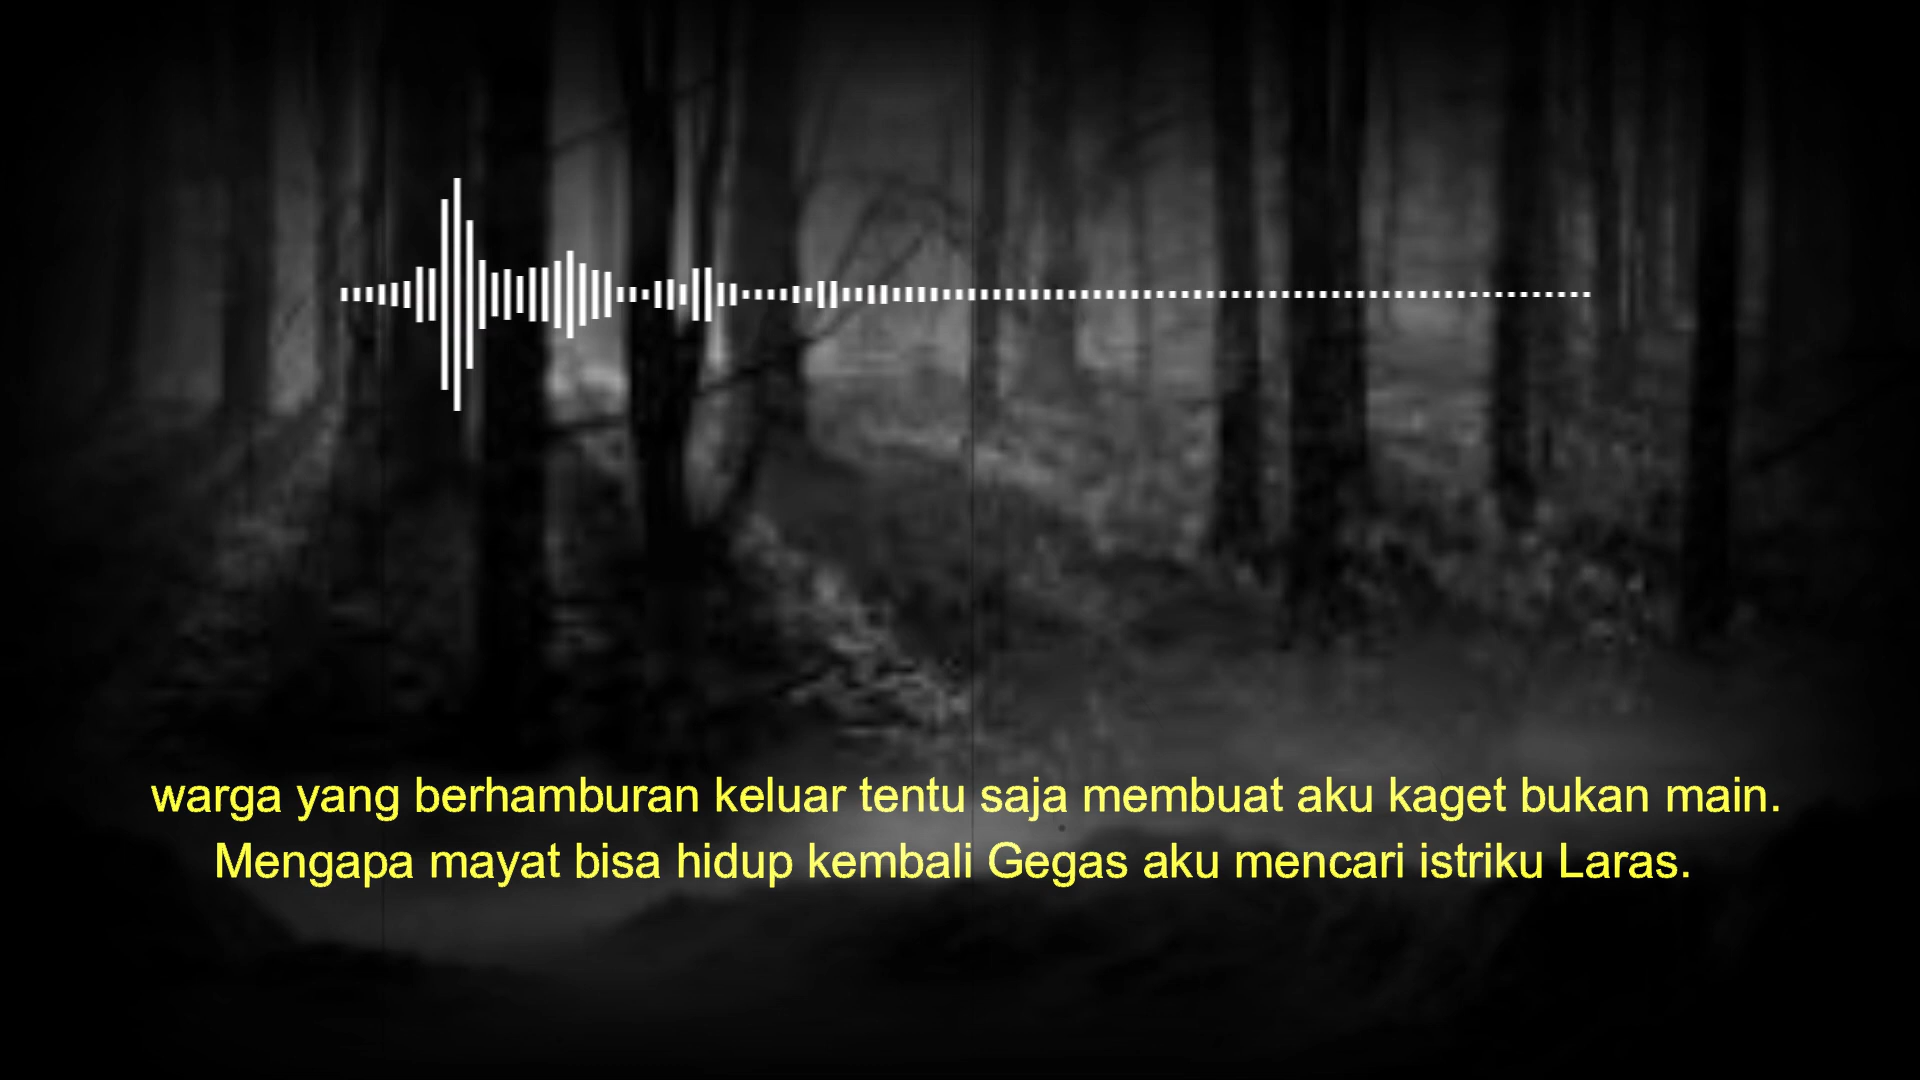 warga yang berhamburan keluar tentu saja membuat aku kaget bukan main.
Mengapa mayat bisa hidup kembali Gegas aku mencari istriku Laras.